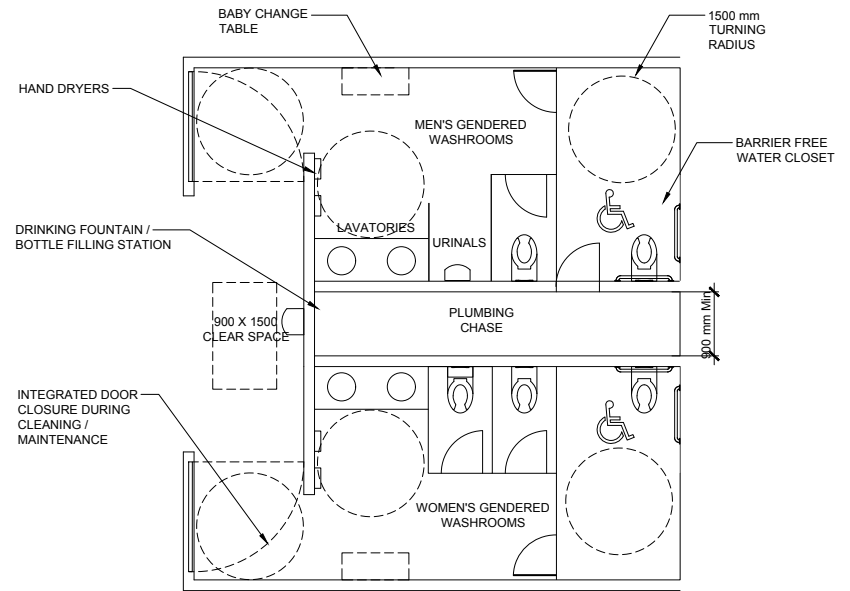 BABY CHANGE
TABLE
1500 mm
TURNING
RADIUS
HAND DRYERS
MEN'S GENDERED
WASHROOMS
BARRIER FREE
WATER CLOSET
DRINKING FOUNTAIN /
BOTTLE FILLING STATION
LAVATORIES
URINALS
900 X 1500
CLEAR SPACE
PLUMBING
CHASE
900 mm Min
INTEGRATED DOOR
CLOSURE DURING
CLEANING /
MAINTENANCE
WOMEN'S GENDERED
WASHROOMS